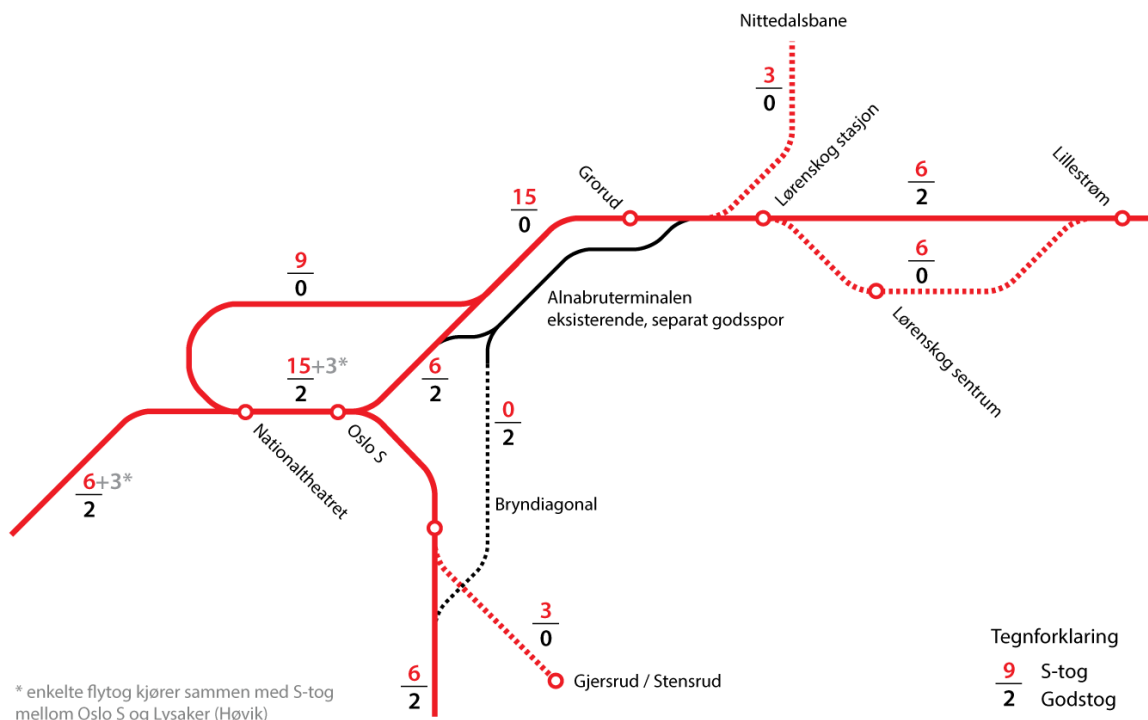 Nittedalsbane
3
0
Lørenskog stasjon
Lillestrøm
Grorud
6
2
15
0
6
0
9
0
Alnabruterminalen
eksisterende, separat godsspor
Lørenskog sentrum
15+3*
2
6
2
0
2
Nationaltheatret
Oslo S
6+3*
2
Bryndiagonal
3
0
6
2
Gjersrud / Stensrud
Tegnforklaring
9 S-tog
2 Godstog
* enkelte flytog kjører sammen med S-tog
mellom Oslo S og Lysaker (Høvik)